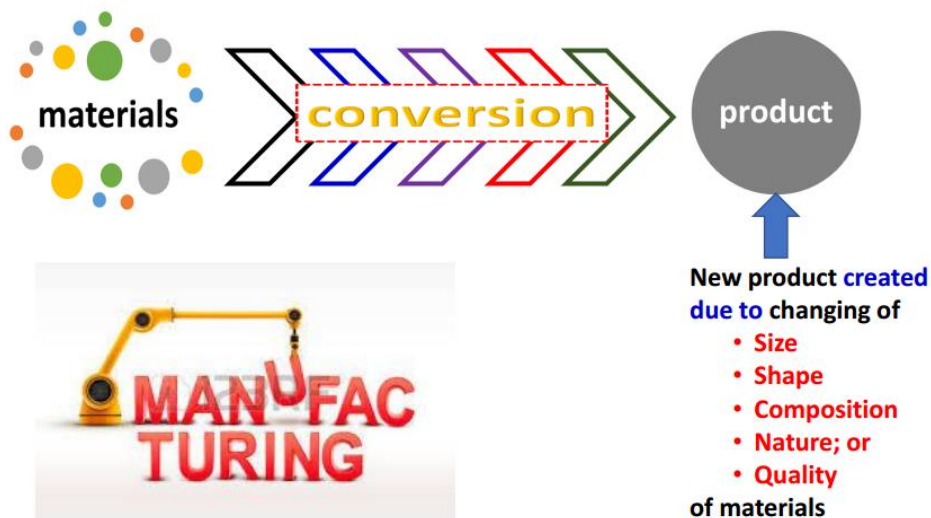 materials
conversion
product
New product created
due to changing of
• Size
• Shape
• Composition
• Nature; or
• Quality
of materials
MANUFAC
TURING